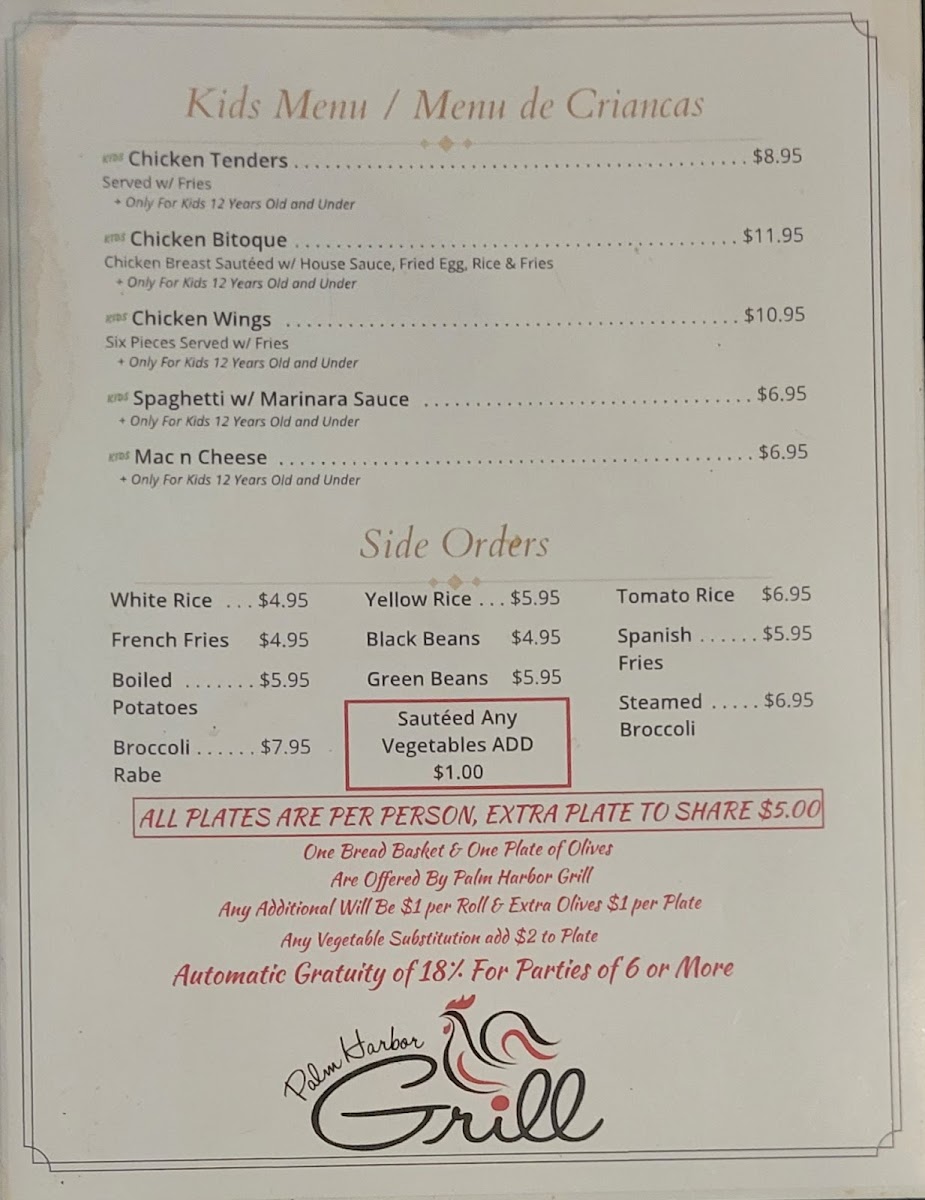 Kids Menu / Menu de Criancas
KIDS Chicken Tenders ........................................ $8.95
Served w/ Fries
+ Only For Kids 12 Years Old and Under
KIDS Chicken Bitoque ........................................ $11.95
Chicken Breast Sautéed w/ House Sauce, Fried Egg, Rice & Fries
+ Only For Kids 12 Years Old and Under
KIDS Chicken Wings ........................................ $10.95
Six Pieces Served w/ Fries
+ Only For Kids 12 Years Old and Under
KIDS Spaghetti w/ Marinara Sauce ............................. $6.95
+ Only For Kids 12 Years Old and Under
KIDS Mac n Cheese ........................................ $6.95
+ Only For Kids 12 Years Old and Under
Side Orders
White Rice ... $4.95
French Fries $4.95
Boiled ....... $5.95
Potatoes
Broccoli ...... $7.95
Rabe
Yellow Rice ... $5.95
Black Beans $4.95
Green Beans $5.95
Sautéed Any
Vegetables ADD
$1.00
Tomato Rice $6.95
Spanish ...... $5.95
Fries
Steamed ..... $6.95
Broccoli
ALL PLATES ARE PER PERSON, EXTRA PLATE TO SHARE $5.00
One Bread Basket & One Plate of Olives
Are Offered By Palm Harbor Grill
Any Additional Will Be $1 per Roll & Extra Olives $1 per Plate
Any Vegetable Substitution add $2 to Plate
Automatic Gratuity of 18% For Parties of 6 or More
Palm Harbor
Grill